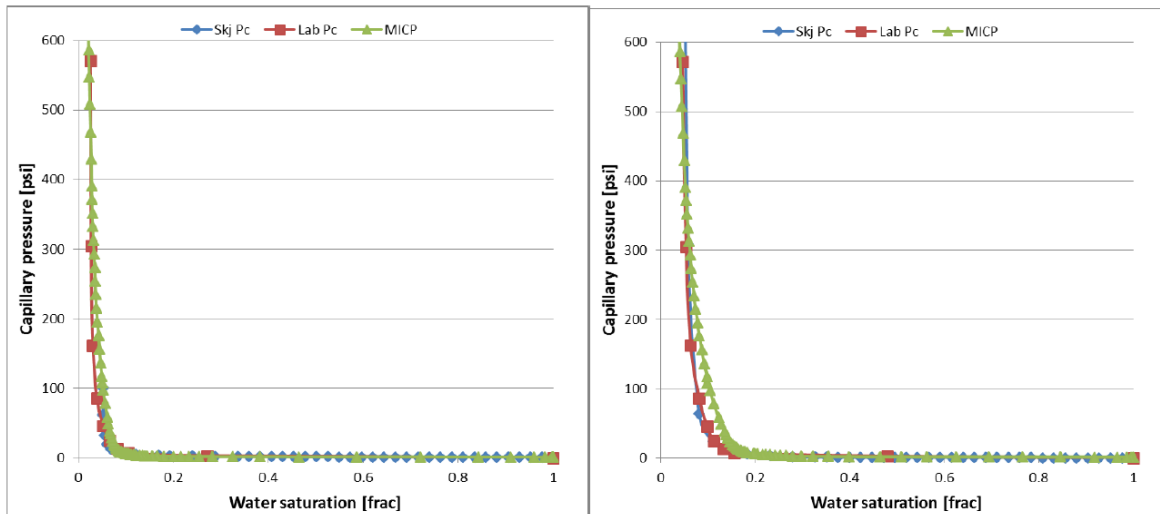 Skj Pc Lab Pc MICP
600
500
400
300
200
100
0
Capillary pressure [psi]
0 0.2 0.4 0.6 0.8 1
Water saturation [frac]
Skj Pc Lab Pc MICP
600
500
400
300
200
100
0
Capillary pressure [psi]
0 0.2 0.4 0.6 0.8 1
Water saturation [frac]